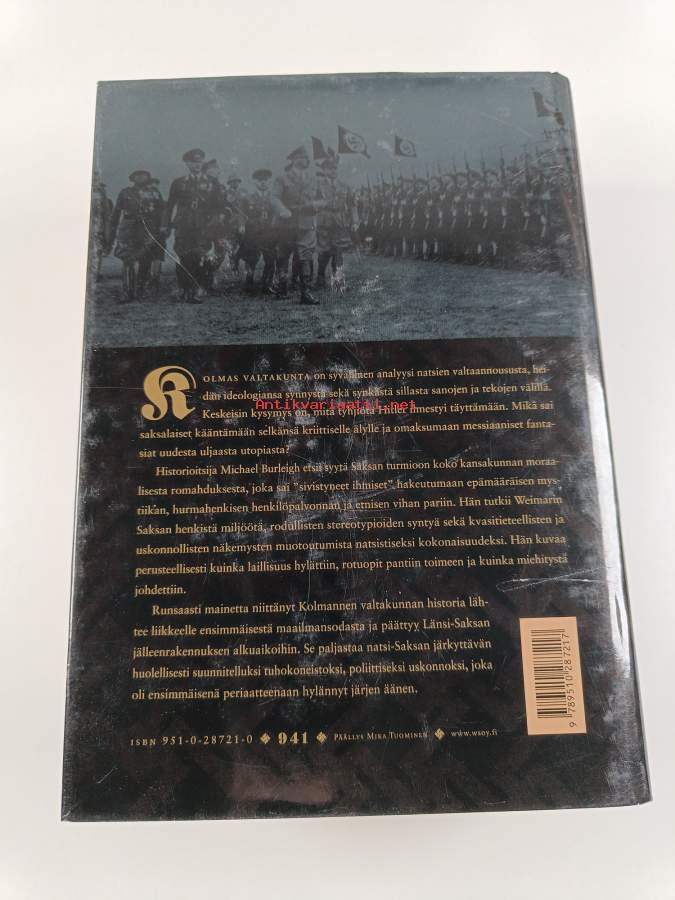 KOLMAS VALTAKUNTA on syvällinen analyysi natsien valtaannoususta, hei-
dän ideologiansa synnystä sekä synkästä sillasta sanojen ja tekojen välillä.
Antikvariaatti.net
Keskeisin kysymys on, mitä tyhjiötä Hitler ilmestyi täyttämään. Mikä sai
saksalaiset kääntämään selkänsä kriittiselle älylle ja omaksumaan messiaaniset fanta-
siat uudesta uljaasta utopiasta?
Historioitsija Michael Burleigh etsii syytä Saksan turmioon koko kansakunnan moraa-
lisesta romahduksesta, joka sai "sivistyneet ihmiset" hakeutumaan epämääräisen mys-
tiikan, hurmahenkisen henkilöpalvonnan ja etnisen vihan pariin. Hän tutkii Weimarin
Saksan henkistä miljöötä, rodullisten stereotypioiden syntyä sekä kvasitieteellisten ja
uskonnollisten näkemysten muotoutumista natsistiseksi kokonaisuudeksi. Hän kuvaa
perusteellisesti kuinka laillisuus hylättiin, rotuopit pantiin toimeen ja kuinka miehitystä
johdettiin.
Runsaasti mainetta niittänyt Kolmannen valtakunnan historia läh-
tee liikkeelle ensimmäisestä maailmansodasta ja päättyy Länsi-Saksan
jälleenrakennuksen alkuaikoihin. Se paljastaa natsi-Saksan järkyttävän
huolellisesti suunnitelluksi tuhokoneistoksi, poliittiseksi uskonnoksi, joka
oli ensimmäisenä periaatteenaan hylännyt järjen äänen.
9 789510 287217
ISBN 951-0-28721-0 941 PÄÄLLYS MIKA TUOMINEN www.wsoy.fi